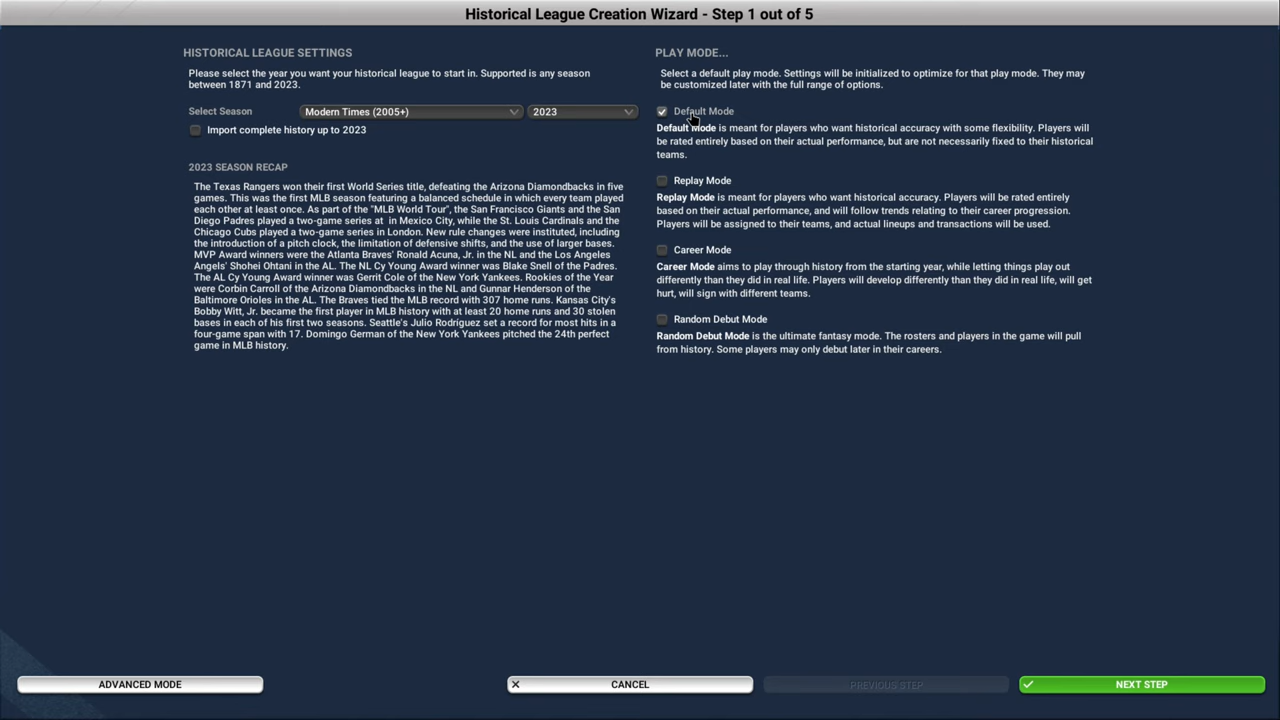 Historical League Creation Wizard - Step 1 out of 5
HISTORICAL LEAGUE SETTINGS
Please select the year you want your historical league to start in. Supported is any season
between 1871 and 2023.
Select Season
Modern Times (2005+)
2023
Import complete history up to 2023
2023 SEASON RECAP
The Texas Rangers won their first World Series title, defeating the Arizona Diamondbacks in five
games. This was the first MLB season featuring a balanced schedule in which every team played
each other at least once. As part of the "MLB World Tour", the San Francisco Giants and the San
Diego Padres played a two-game series at  in Mexico City, while the St. Louis Cardinals and the
Chicago Cubs played a two-game series in London. New rule changes were instituted, including
the introduction of a pitch clock, the limitation of defensive shifts, and the use of larger bases.
MVP Award winners were the Atlanta Braves' Ronald Acuna, Jr. in the NL and the Los Angeles
Angels' Shohei Ohtani in the AL. The NL Cy Young Award winner was Blake Snell of the Padres.
The AL Cy Young Award winner was Gerrit Cole of the New York Yankees. Rookies of the Year
were Corbin Carroll of the Arizona Diamondbacks in the NL and Gunnar Henderson of the
Baltimore Orioles in the AL. The Braves tied the MLB record with 307 home runs. Kansas City's
Bobby Witt, Jr. became the first player in MLB history with at least 20 home runs and 30 stolen
bases in each of his first two seasons. Seattle's Julio Rodríguez set a record for most hits in a
four-game span with 17. Domingo German of the New York Yankees pitched the 24th perfect
game in MLB history.
PLAY MODE...
Select a default play mode. Settings will be initialized to optimize for that play mode. They may
be customized later with the full range of options.
Default Mode
Default Mode is meant for players who want historical accuracy with some flexibility. Players will
be rated entirely based on their actual performance, but are not necessarily fixed to their historical
teams.
Replay Mode
Replay Mode is meant for players who want historical accuracy. Players will be rated entirely
based on their actual performance, and will follow trends relating to their career progression.
Players will be assigned to their teams, and actual lineups and transactions will be used.
Career Mode
Career Mode aims to play through history from the starting year, while letting things play out
differently than they did in real life. Players will develop differently than they did in real life, will get
hurt, will sign with different teams.
Random Debut Mode
Random Debut Mode is the ultimate fantasy mode. The rosters and players in the game will pull
from history. Some players may only debut later in their careers.
ADVANCED MODE
CANCEL
PREVIOUS STEP
NEXT STEP